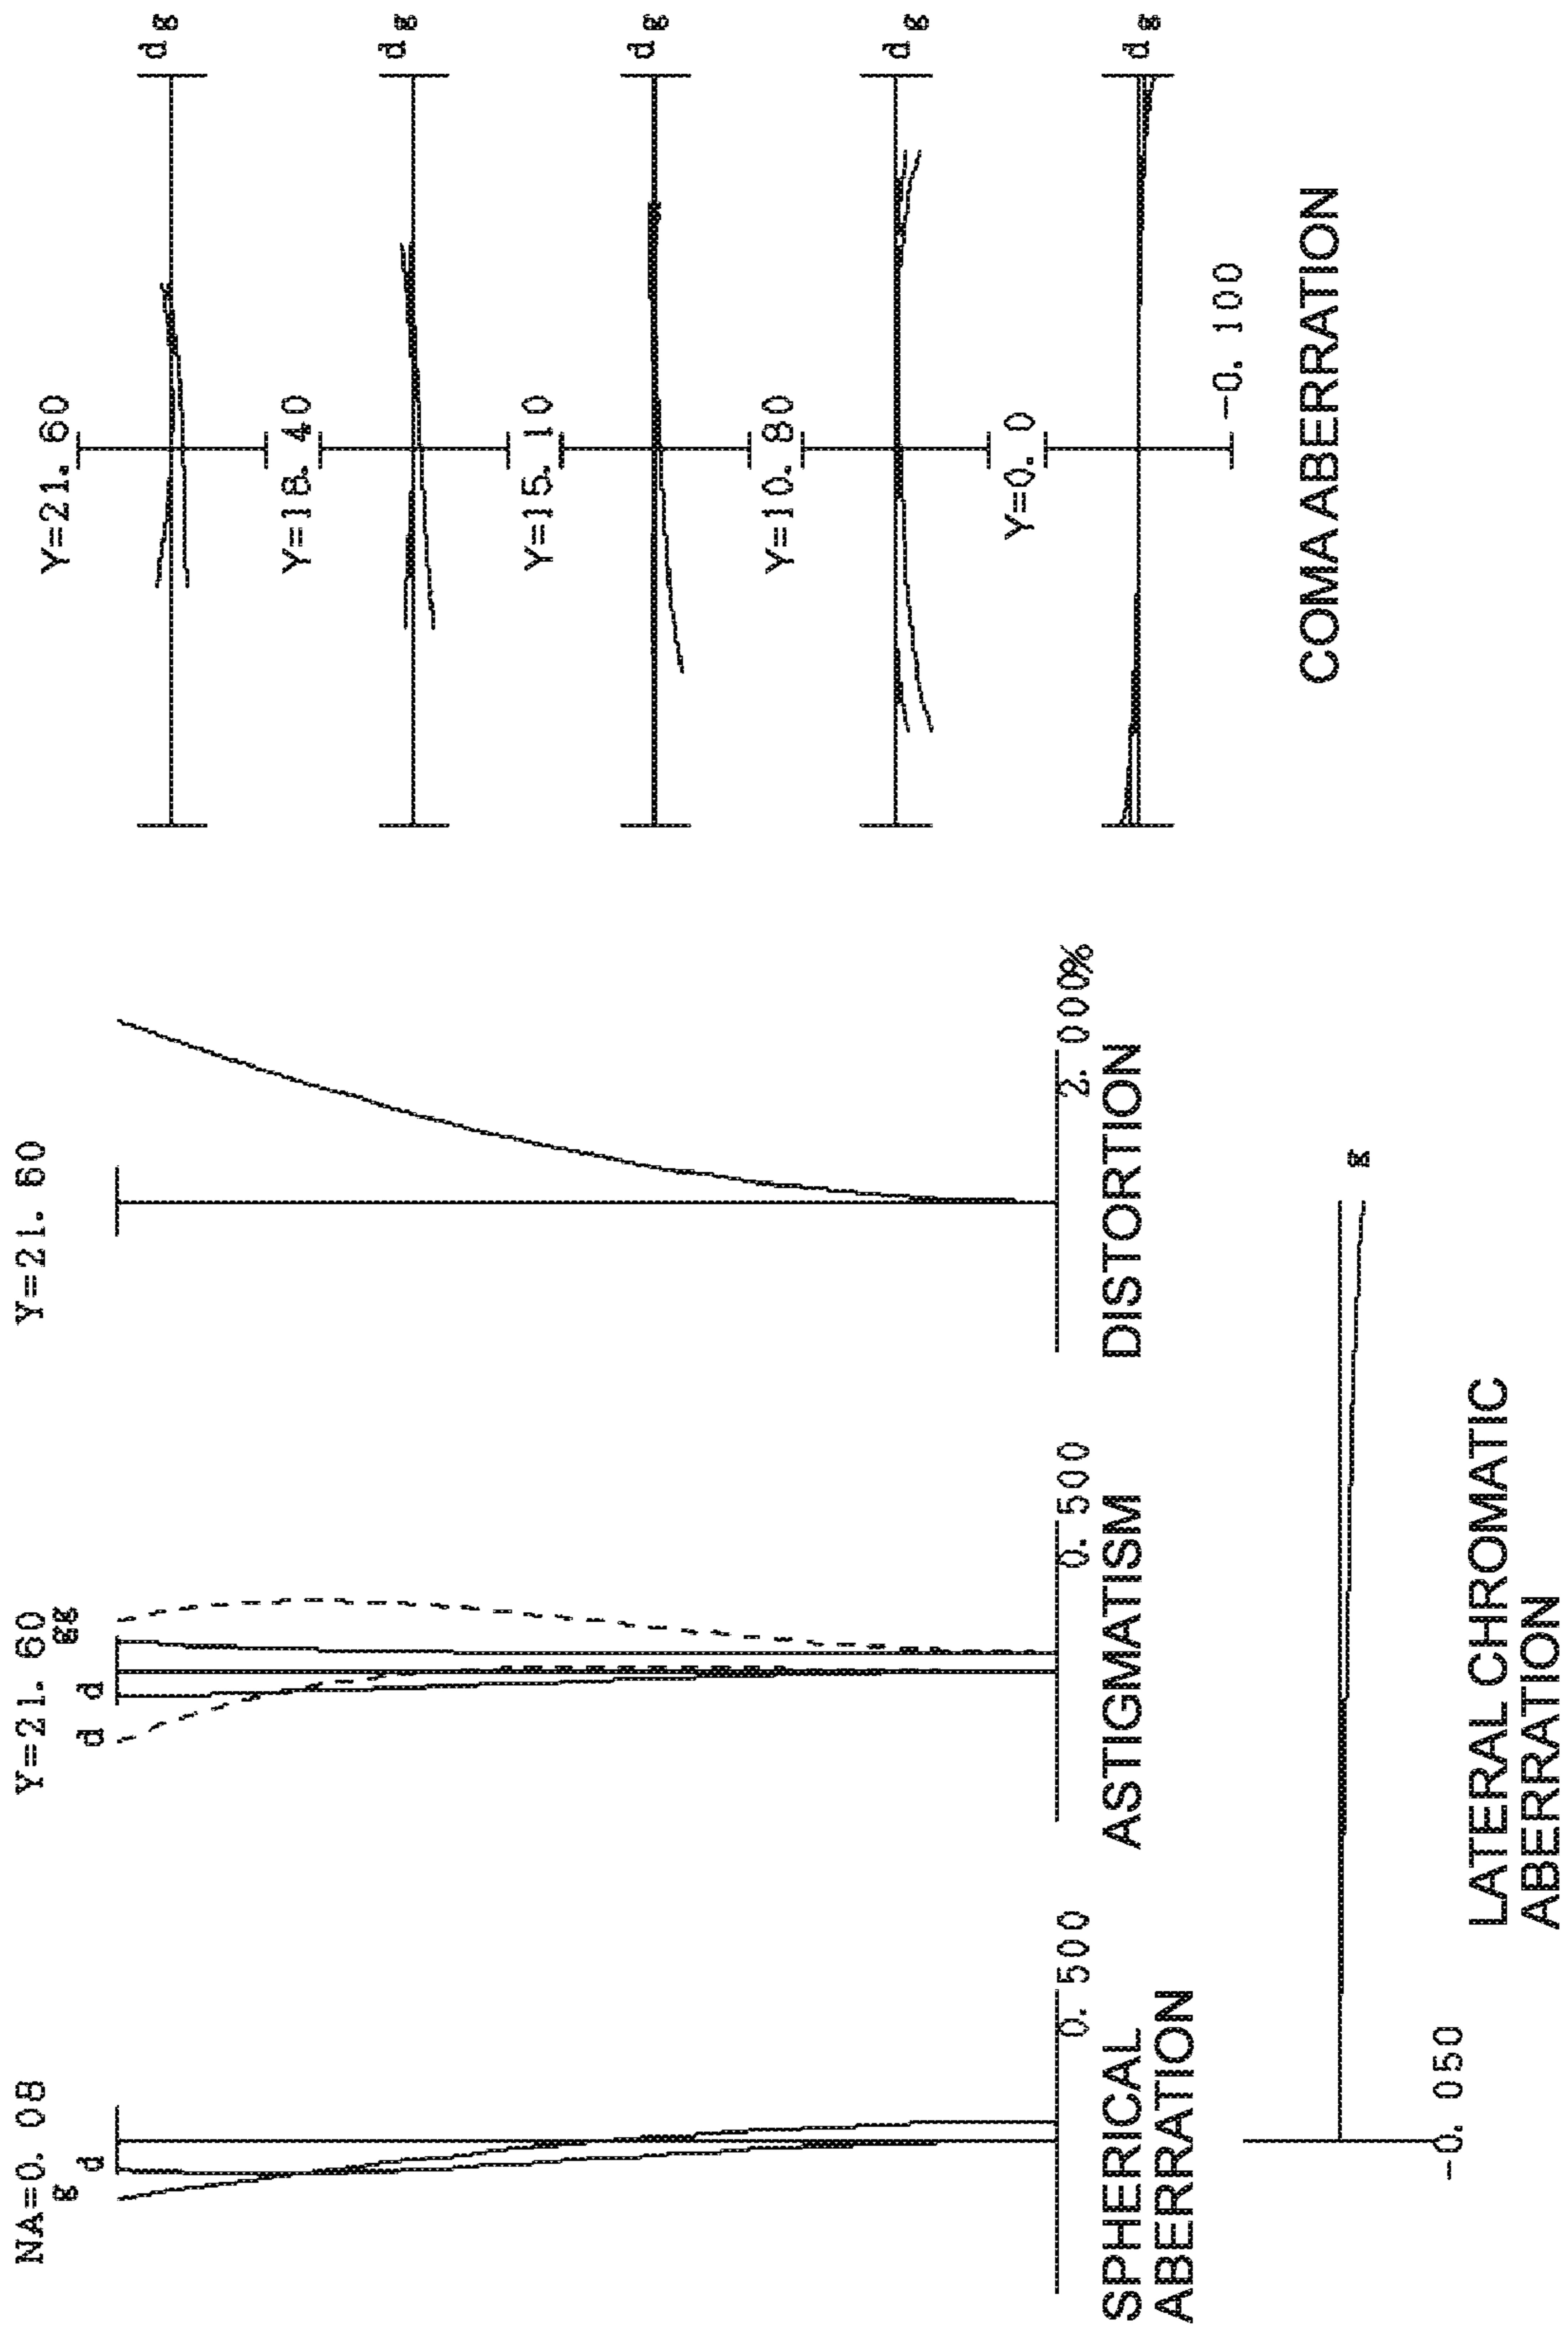 NA=0. 08
g
d
0. 500
SPHERICAL
ABERRATION
Y=21. 60
d d gg
0. 500
ASTIGMATISM
Y=21. 60
2. 000%
DISTORTION
g
-0. 050
LATERAL CHROMATIC
ABERRATION
Y=21. 60
d
g
Y=18. 40
d
g
Y=15. 10
d
g
Y=10. 80
d
g
Y=0. 0
d
g
-0. 100
COMA ABERRATION